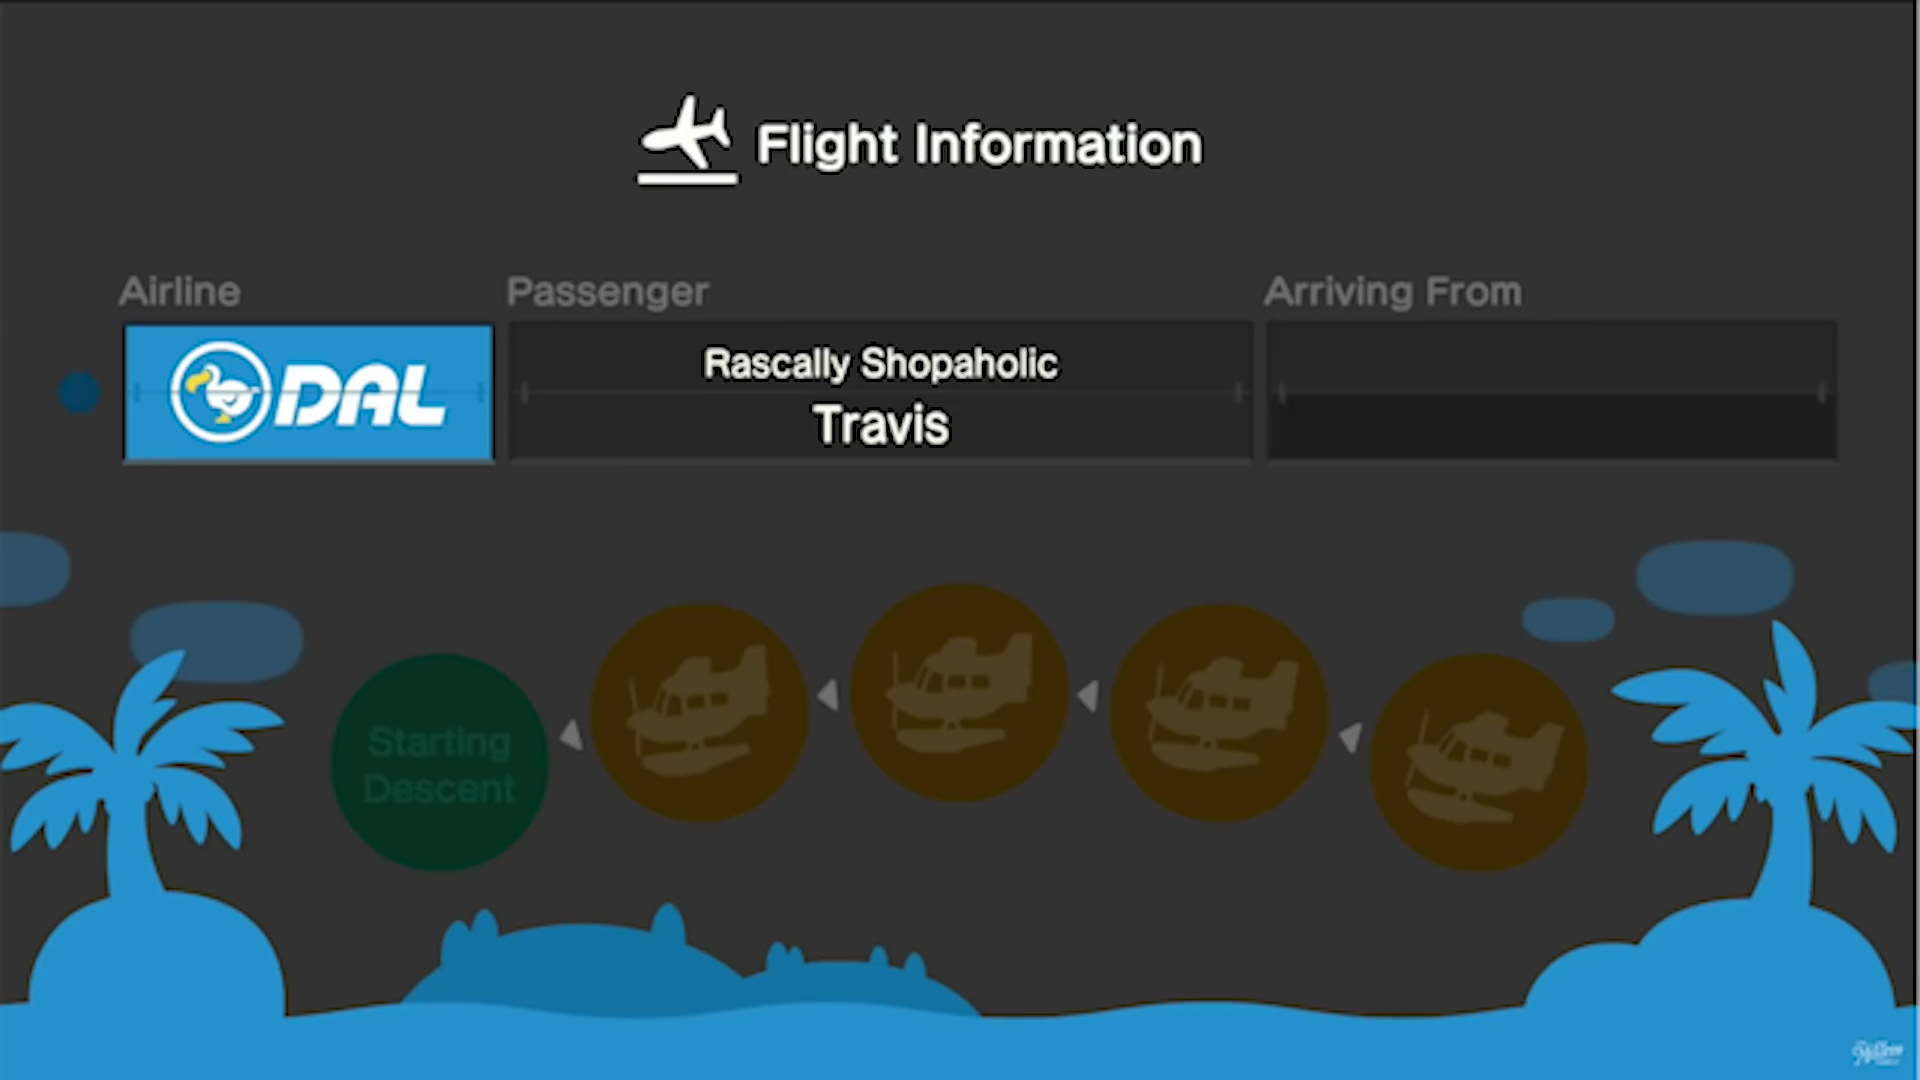 Flight Information
Airline
Passenger
Arriving From
DAL
Rascally Shopaholic
Travis
Starting
Descent